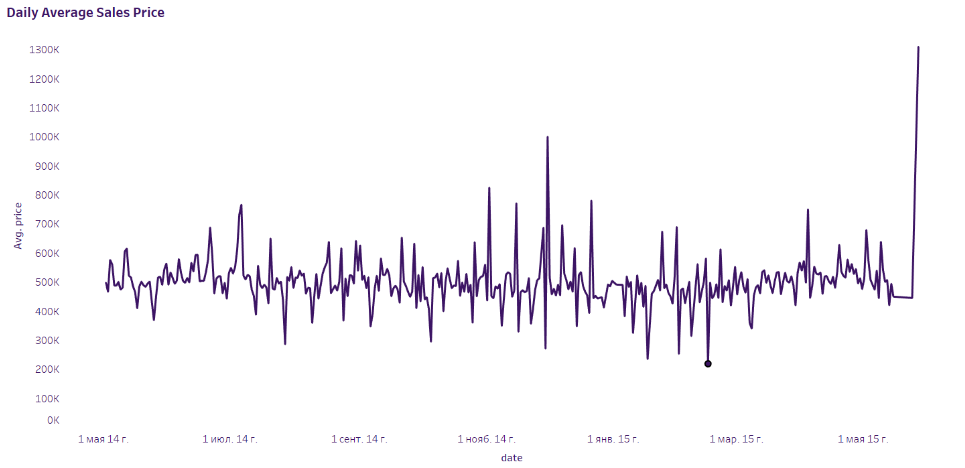 Daily Average Sales Price
1300K
1200K
1100K
1000K
900K
800K
700K
600K
500K
400K
300K
200K
100K
0K
Avg. price
1 мая 14 г.
1 июл. 14 г.
1 сент. 14 г.
1 нояб. 14 г.
1 янв. 15 г.
1 мар. 15 г.
1 мая 15 г.
date